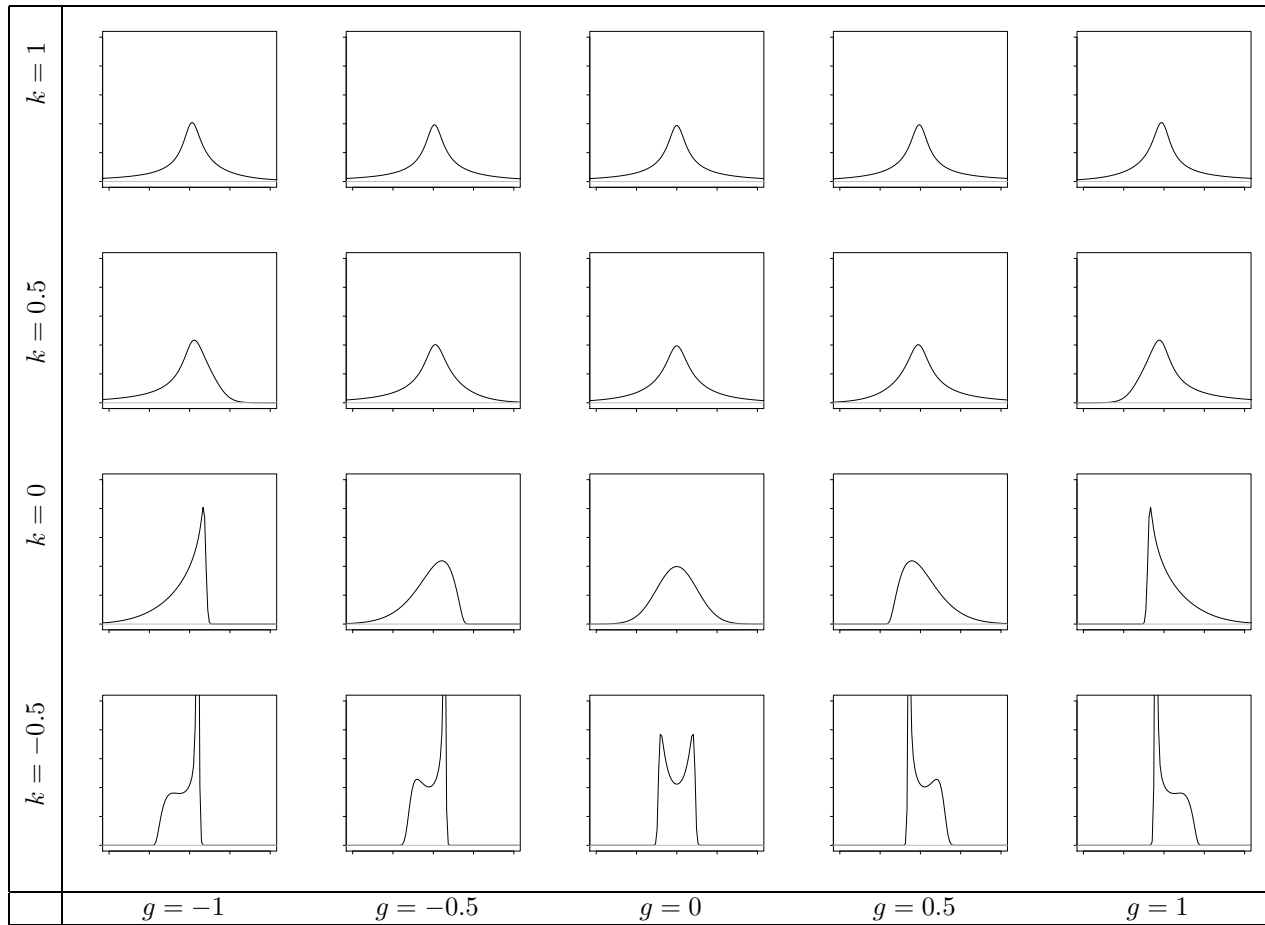 k = 1
k = 0.5
k = 0
k = −0.5
g = −1
g = −0.5
g = 0
g = 0.5
g = 1